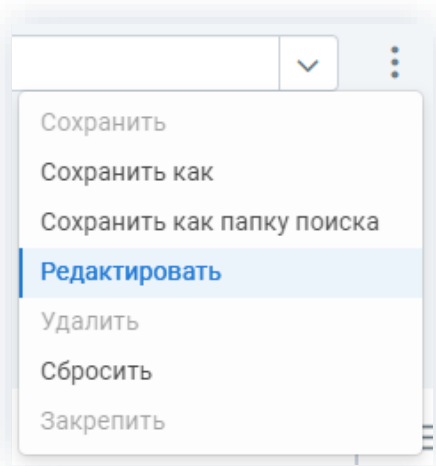 Сохранить
Сохранить как
Сохранить как папку поиска
Редактировать
Удалить
Сбросить
Закрепить